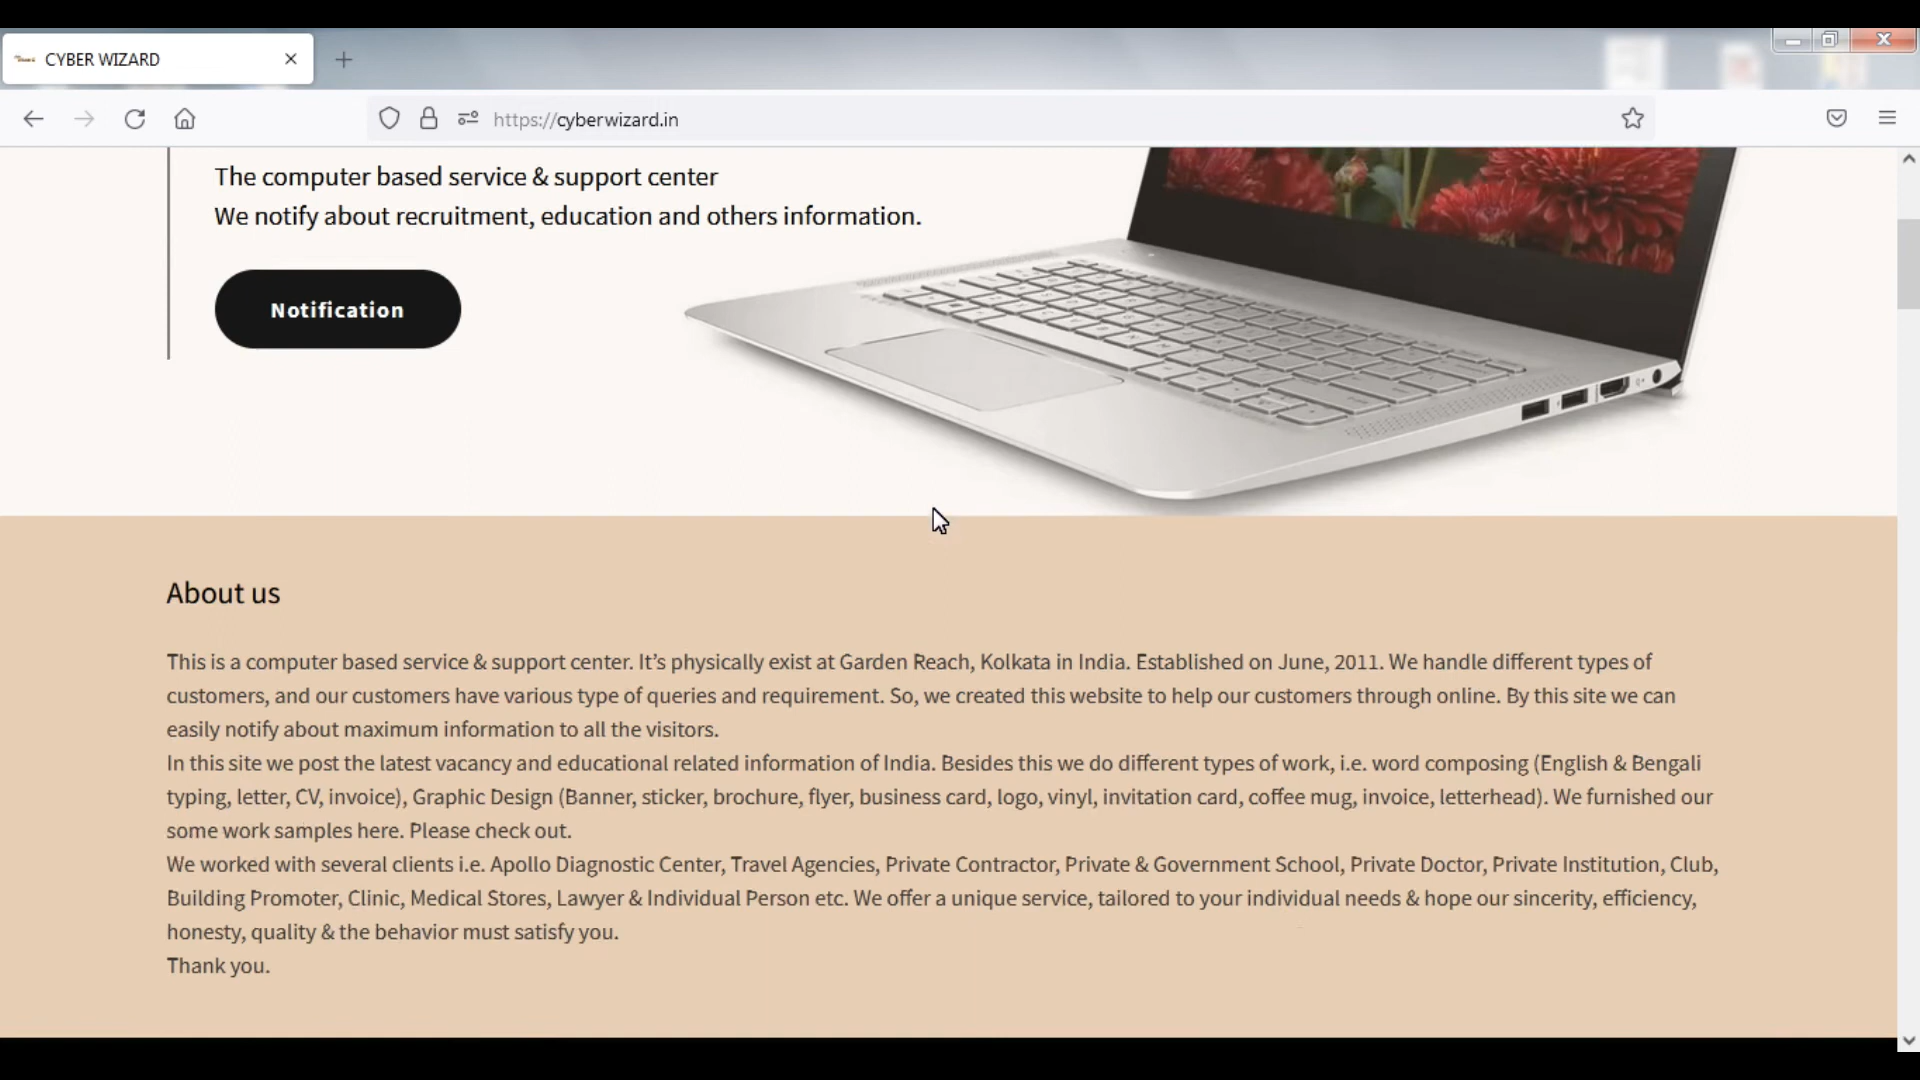 CYBER WIZARD
https://cyberwizard.in
The computer based service & support center
We notify about recruitment, education and others information.
Notification
About us
This is a computer based service & support center. It’s physically exist at Garden Reach, Kolkata in India. Established on June, 2011. We handle different types of
customers, and our customers have various type of queries and requirement. So, we created this website to help our customers through online. By this site we can
easily notify about maximum information to all the visitors.
In this site we post the latest vacancy and educational related information of India. Besides this we do different types of work, i.e. word composing (English & Bengali
typing, letter, CV, invoice), Graphic Design (Banner, sticker, brochure, flyer, business card, logo, vinyl, invitation card, coffee mug, invoice, letterhead). We furnished our
some work samples here. Please check out.
We worked with several clients i.e. Apollo Diagnostic Center, Travel Agencies, Private Contractor, Private & Government School, Private Doctor, Private Institution, Club,
Building Promoter, Clinic, Medical Stores, Lawyer & Individual Person etc. We offer a unique service, tailored to your individual needs & hope our sincerity, efficiency,
honesty, quality & the behavior must satisfy you.
Thank you.